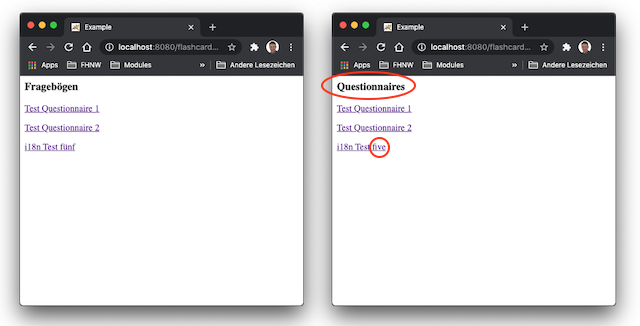 Example
localhost:8080/flashcard...
Apps FHNW Modules » Andere Lesezeichen
Fragebögen
Test Questionnaire 1
Test Questionnaire 2
i18n Test fünf
Example
localhost:8080/flashcard...
Apps FHNW Modules » Andere Lesezeichen
Questionnaires
Test Questionnaire 1
Test Questionnaire 2
i18n Test five